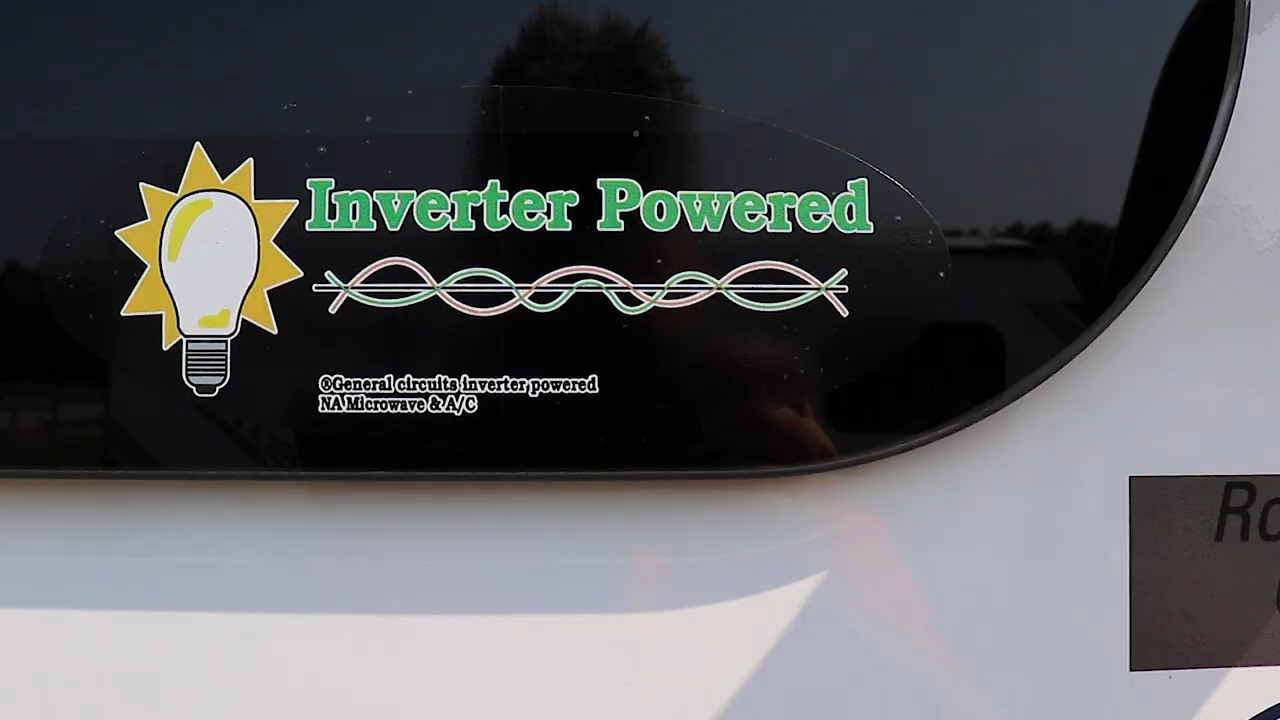 Inverter Powered
®General circuits inverter powered
NA Microwave & A/C